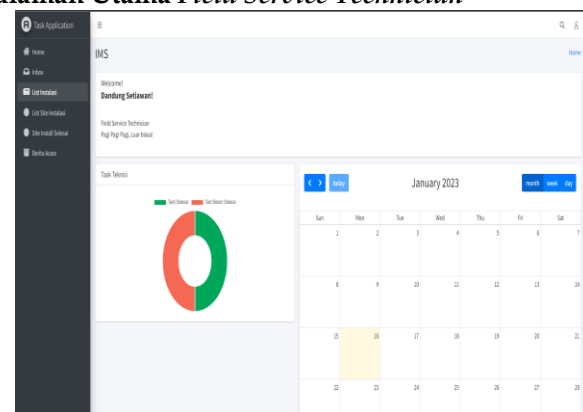 Field Service Technician
R Task Application
Home
Inbox
List Instalasi
List Site Instalasi
Site Install Selesai
Berita Acara
IMS
Home
Welcome!
Dandung Setiawan!
Field Service Technician
Pagi Pagi Pagi, Luar biasa!
Task Teknisi
Task Selesai Task Belum Selesai
today
January 2023
month week day
Sun Mon Tue Wed Thu Fri Sat
1 2 3 4 5 6 7
8 9 10 11 12 13 14
15 16 17 18 19 20 21
22 23 24 25 26 27 28